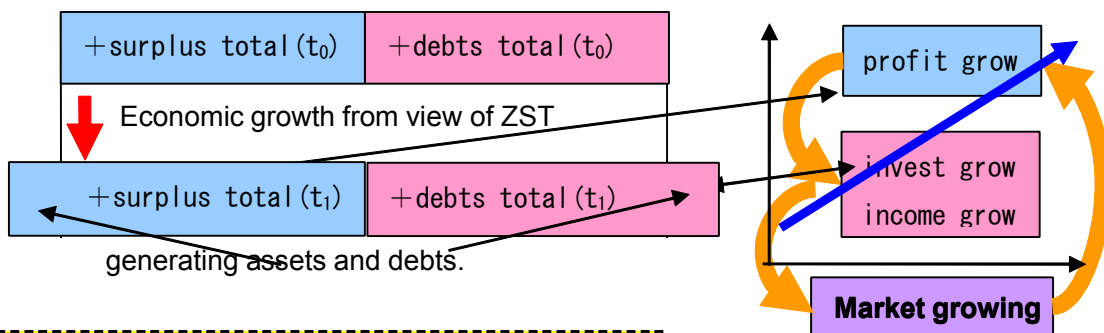 +surplus total(t₀)
+debts total(t₀)
Economic growth from view of ZST
+surplus total(t₁)
+debts total(t₁)
generating assets and debts.
profit grow
invest grow
income grow
Market growing